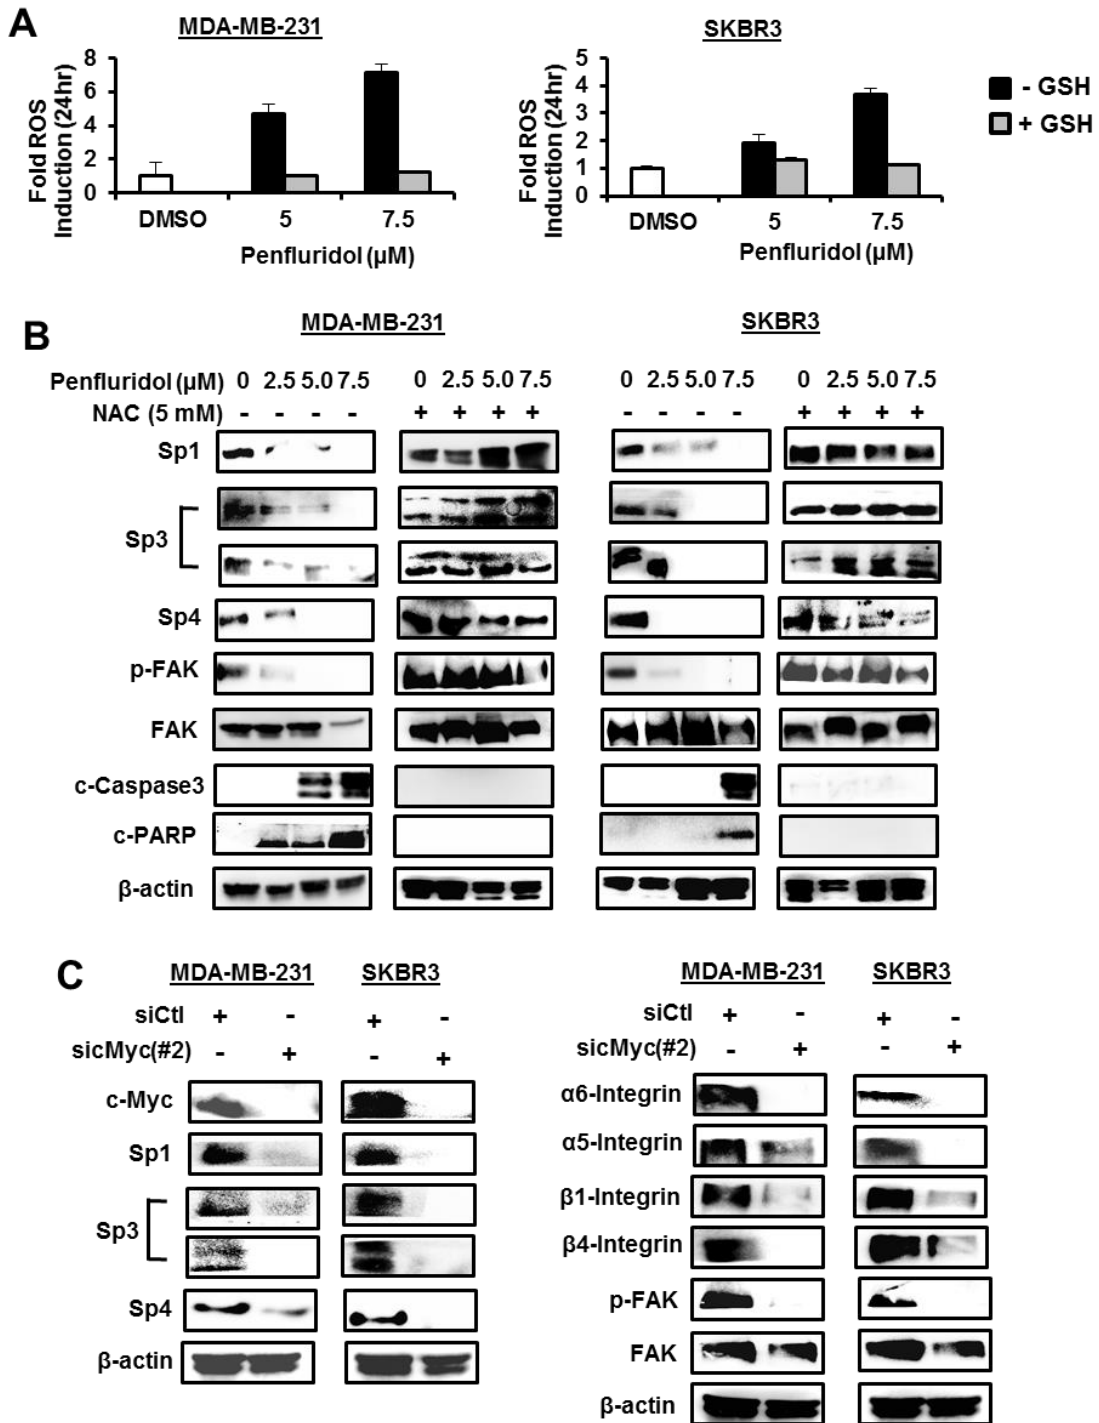 A
MDA-MB-231 SKBR3
Fold ROS
Induction (24hr)
8
6
4
2
0
DMSO 5 7.5
Penfluridol (µM)
Fold ROS
Induction (24hr)
5
4
3
2
1
0
DMSO 5 7.5
Penfluridol (µM)
- GSH
+ GSH
B
MDA-MB-231 SKBR3
Penfluridol (µM) 0 2.5 5.0 7.5 0 2.5 5.0 7.5 0 2.5 5.0 7.5 0 2.5 5.0 7.5
NAC (5 mM) - - - - + + + + - - - - + + + +
Sp1
Sp3
Sp4
p-FAK
FAK
c-Caspase3
c-PARP
β-actin
C
MDA-MB-231 SKBR3
siCtl + - + -
sicMyc(#2) - + - +
c-Myc
Sp1
Sp3
Sp4
β-actin
MDA-MB-231 SKBR3
siCtl + - + -
sicMyc(#2) - + - +
α6-Integrin
α5-Integrin
β1-Integrin
β4-Integrin
p-FAK
FAK
β-actin